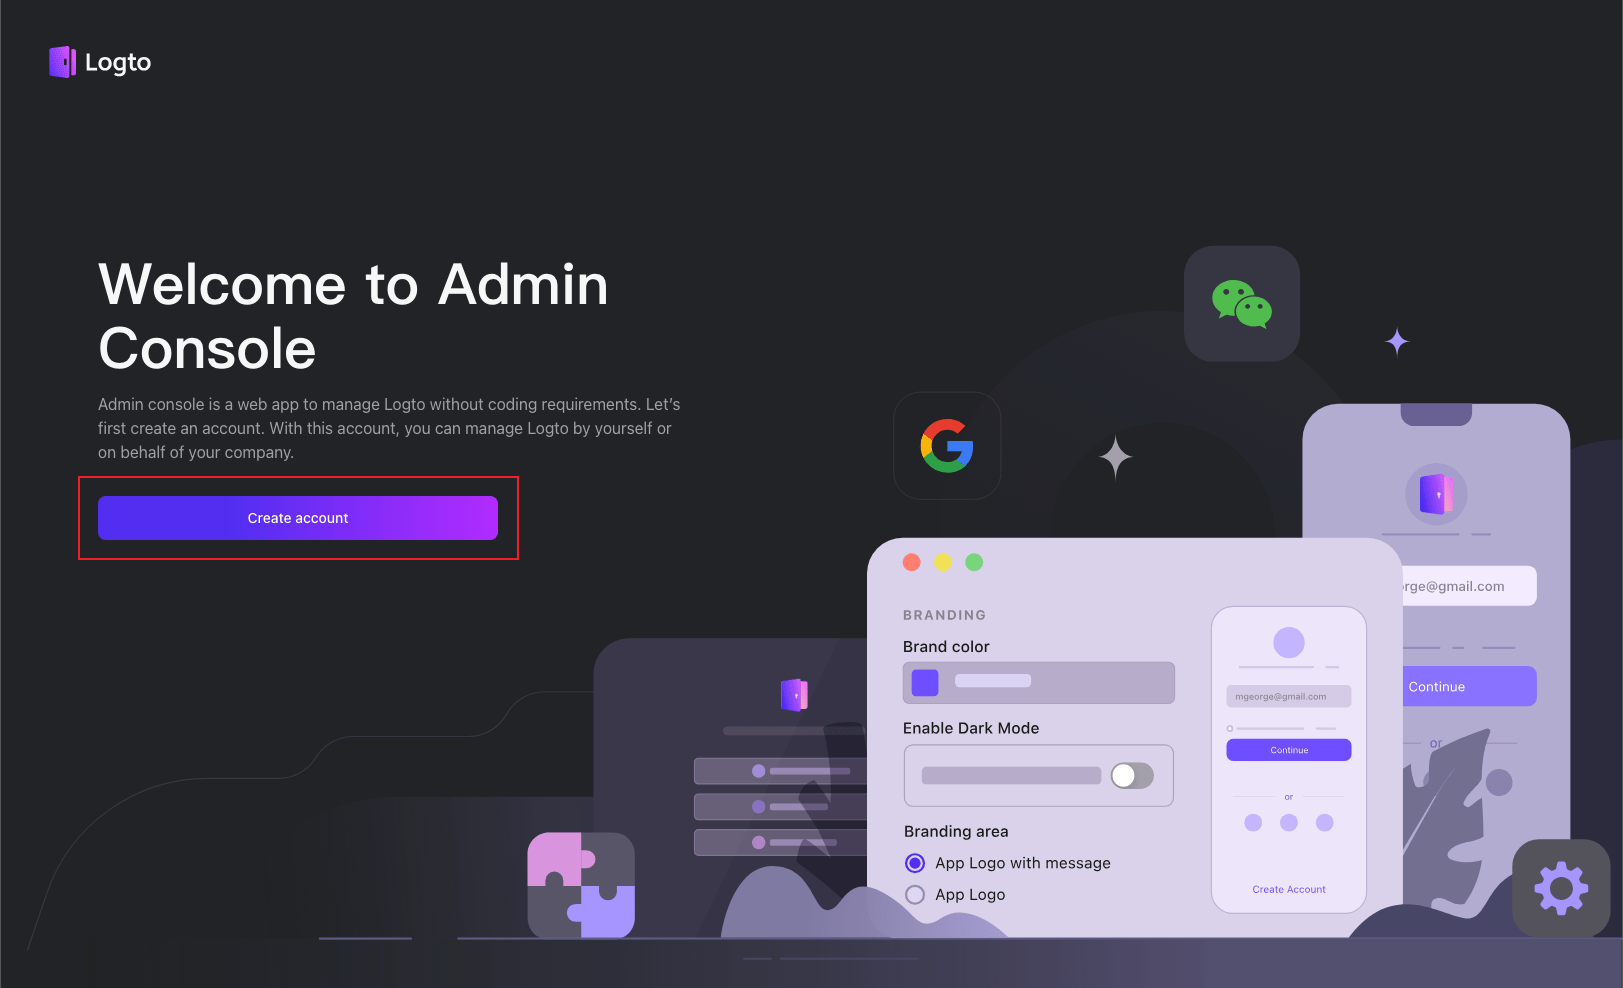 Logto
Welcome to Admin
Console
Admin console is a web app to manage Logto without coding requirements. Let's
first create an account. With this account, you can manage Logto by yourself or
on behalf of your company.
Create account
BRANDING
Brand color
Enable Dark Mode
Branding area
App Logo with message
App Logo
mgeorge@gmail.com
Continue
or
Create Account
orge@gmail.com
Continue
or